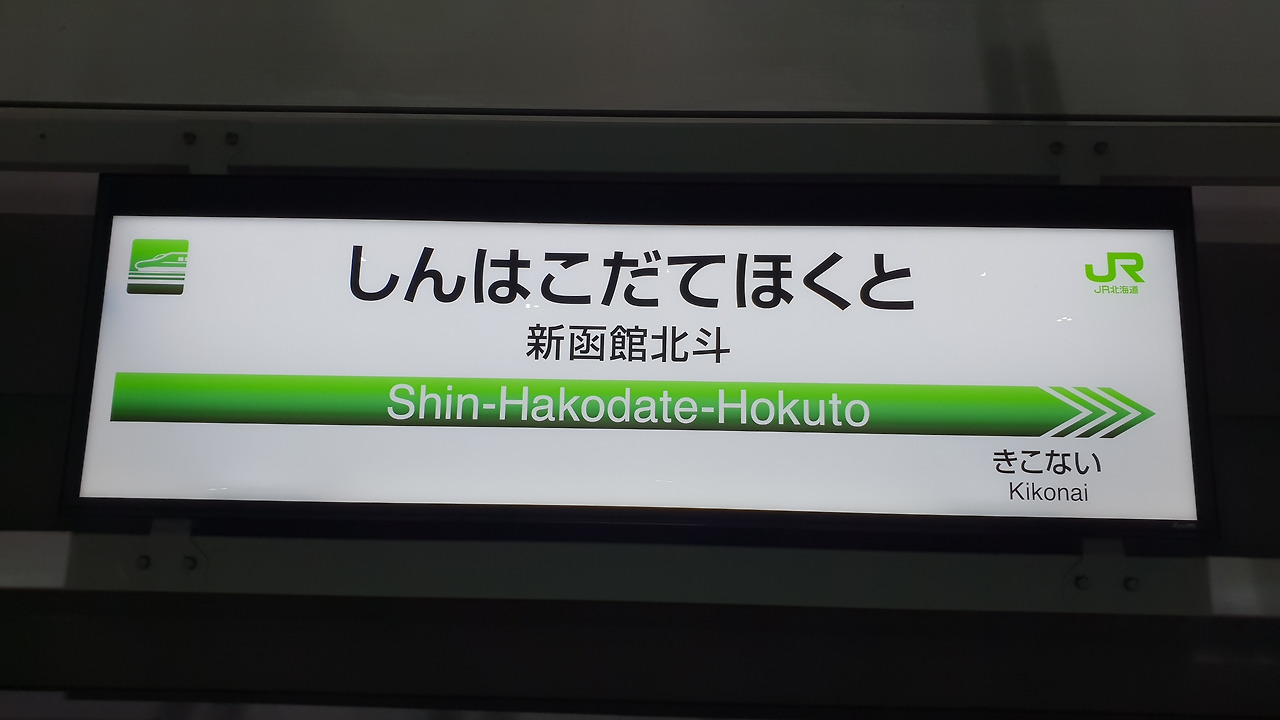 しんはこだてほくと
JR
JR北海道
新函館北斗
Shin-Hakodate-Hokuto
きこない
Kikonai